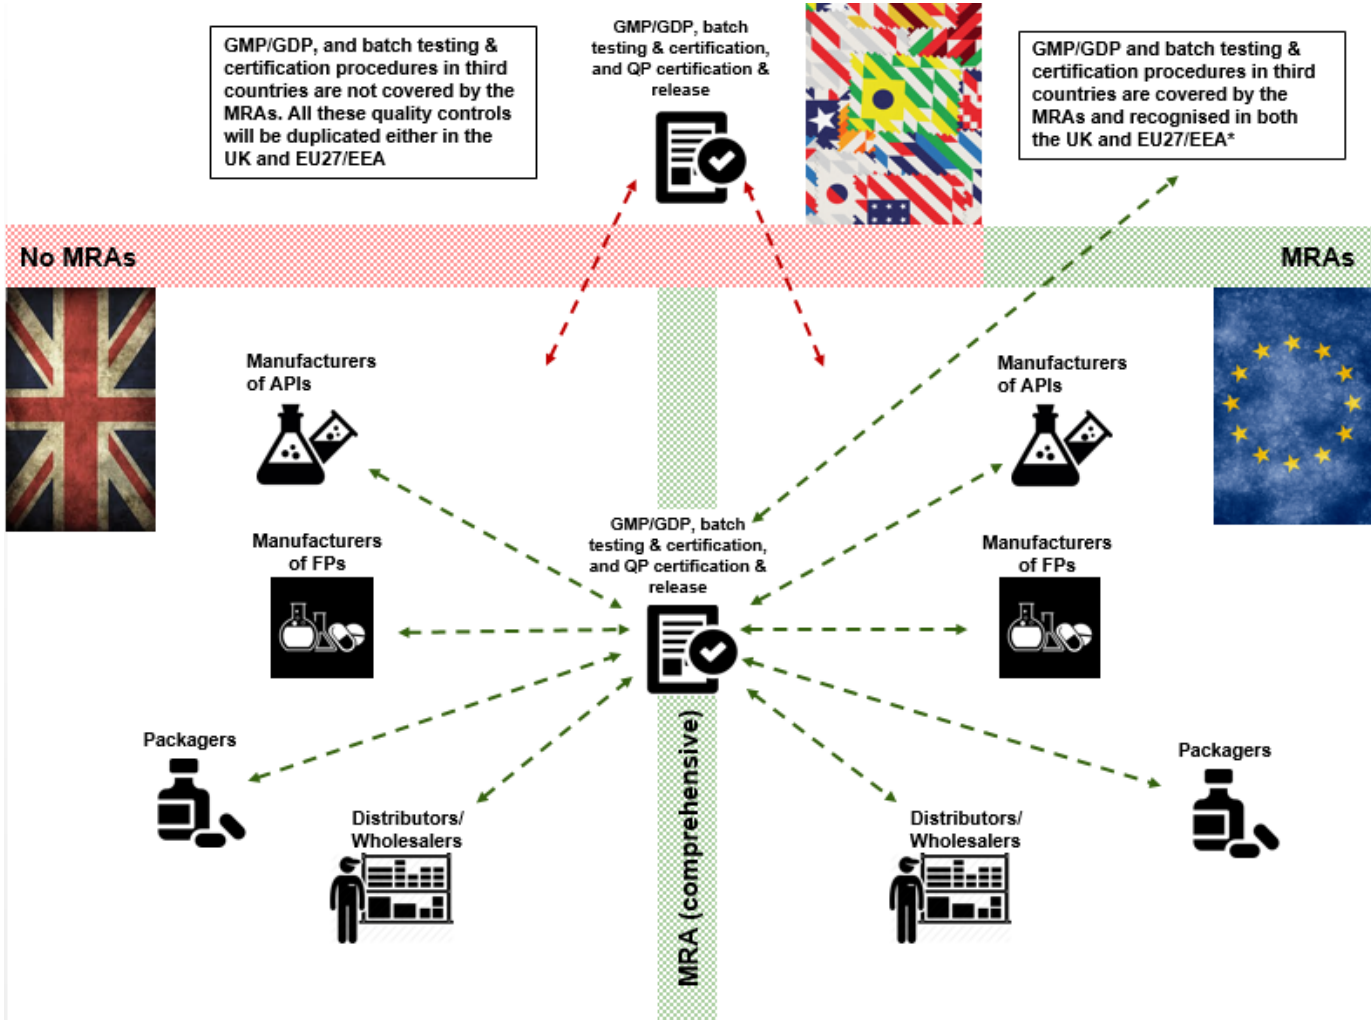 GMP/GDP, and batch testing &
certification procedures in third
countries are not covered by the
MRAs. All these quality controls
will be duplicated either in the
UK and EU27/EEA
GMP/GDP, batch
testing & certification,
and QP certification &
release
GMP/GDP and batch testing &
certification procedures in third
countries are covered by the
MRAs and recognised in both
the UK and EU27/EEA*
No MRAs
MRAs
Manufacturers
of APIs
Manufacturers
of APIs
GMP/GDP, batch
testing & certification,
and QP certification &
release
Manufacturers
of FPs
Manufacturers
of FPs
Packagers
Packagers
Distributors/
Wholesalers
Distributors/
Wholesalers
MRA (comprehensive)